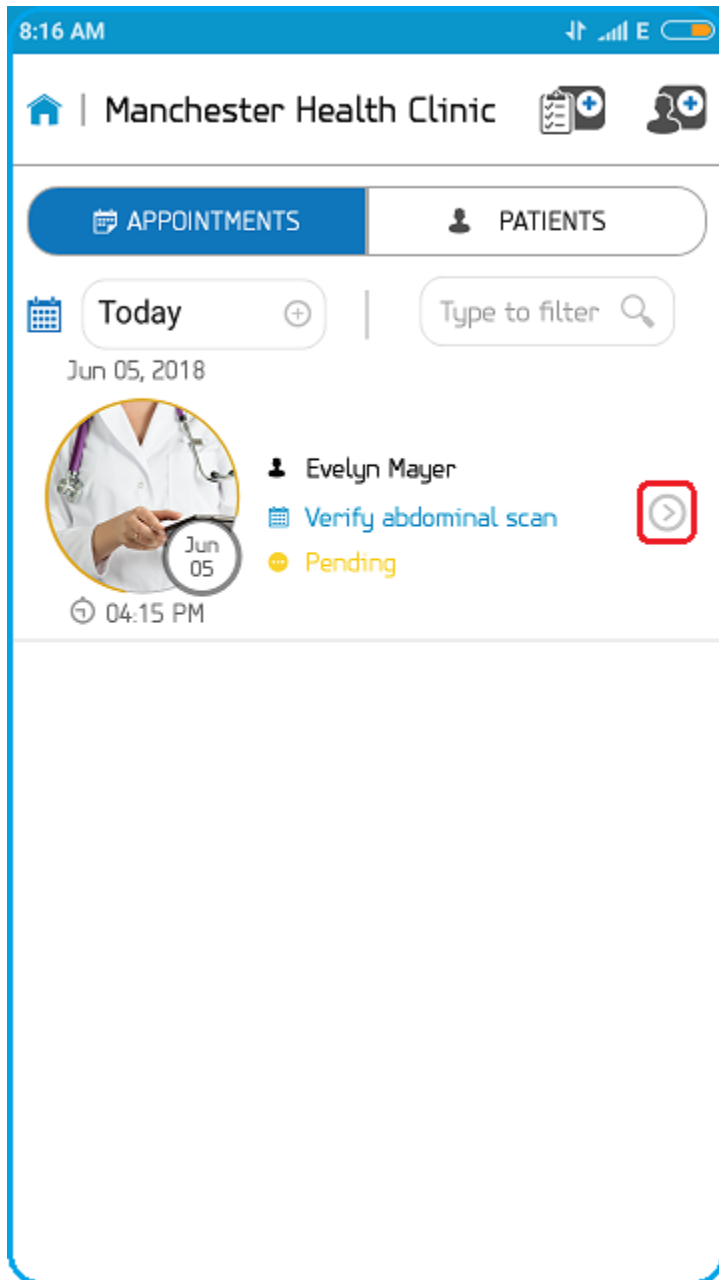 8:16 AM E
| Manchester Health Clinic
APPOINTMENTS PATIENTS
Today Type to filter
Jun 05, 2018
Evelyn Mayer
Verify abdominal scan
Jun
05
Pending
04:15 PM